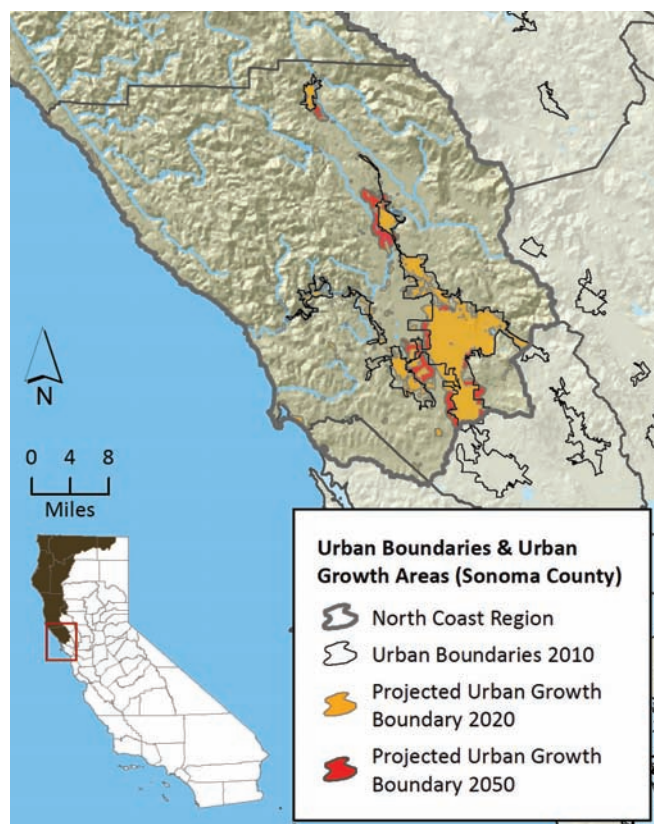 N
0 4 8
Miles
Urban Boundaries & Urban
Growth Areas (Sonoma County)
North Coast Region
Urban Boundaries 2010
Projected Urban Growth
Boundary 2020
Projected Urban Growth
Boundary 2050